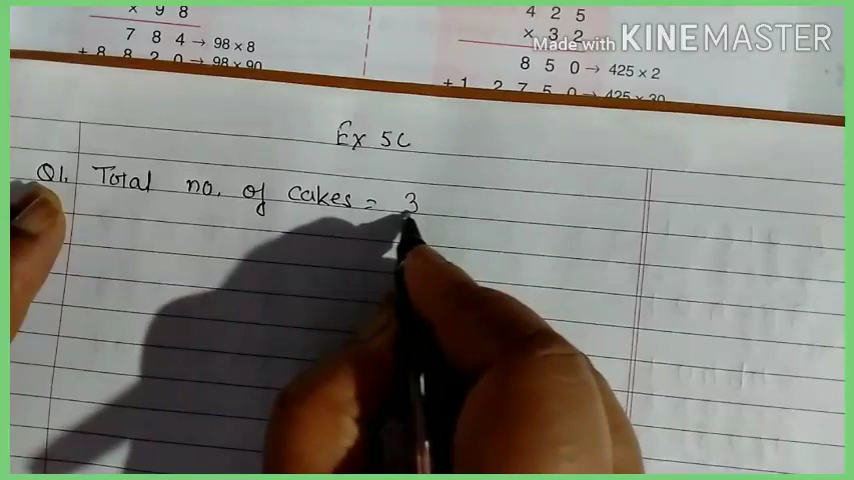 x 98
7 8 4 → 98 × 8
+ 8 8 2 0 → 98 × 90
4 2 5
× 3 2
Made with KINEMASTER
8 5 0 → 425 × 2
+ 1 2 7 5 0 → 425 × 30
Ex 5C
Q1. Total no. of cakes = 3